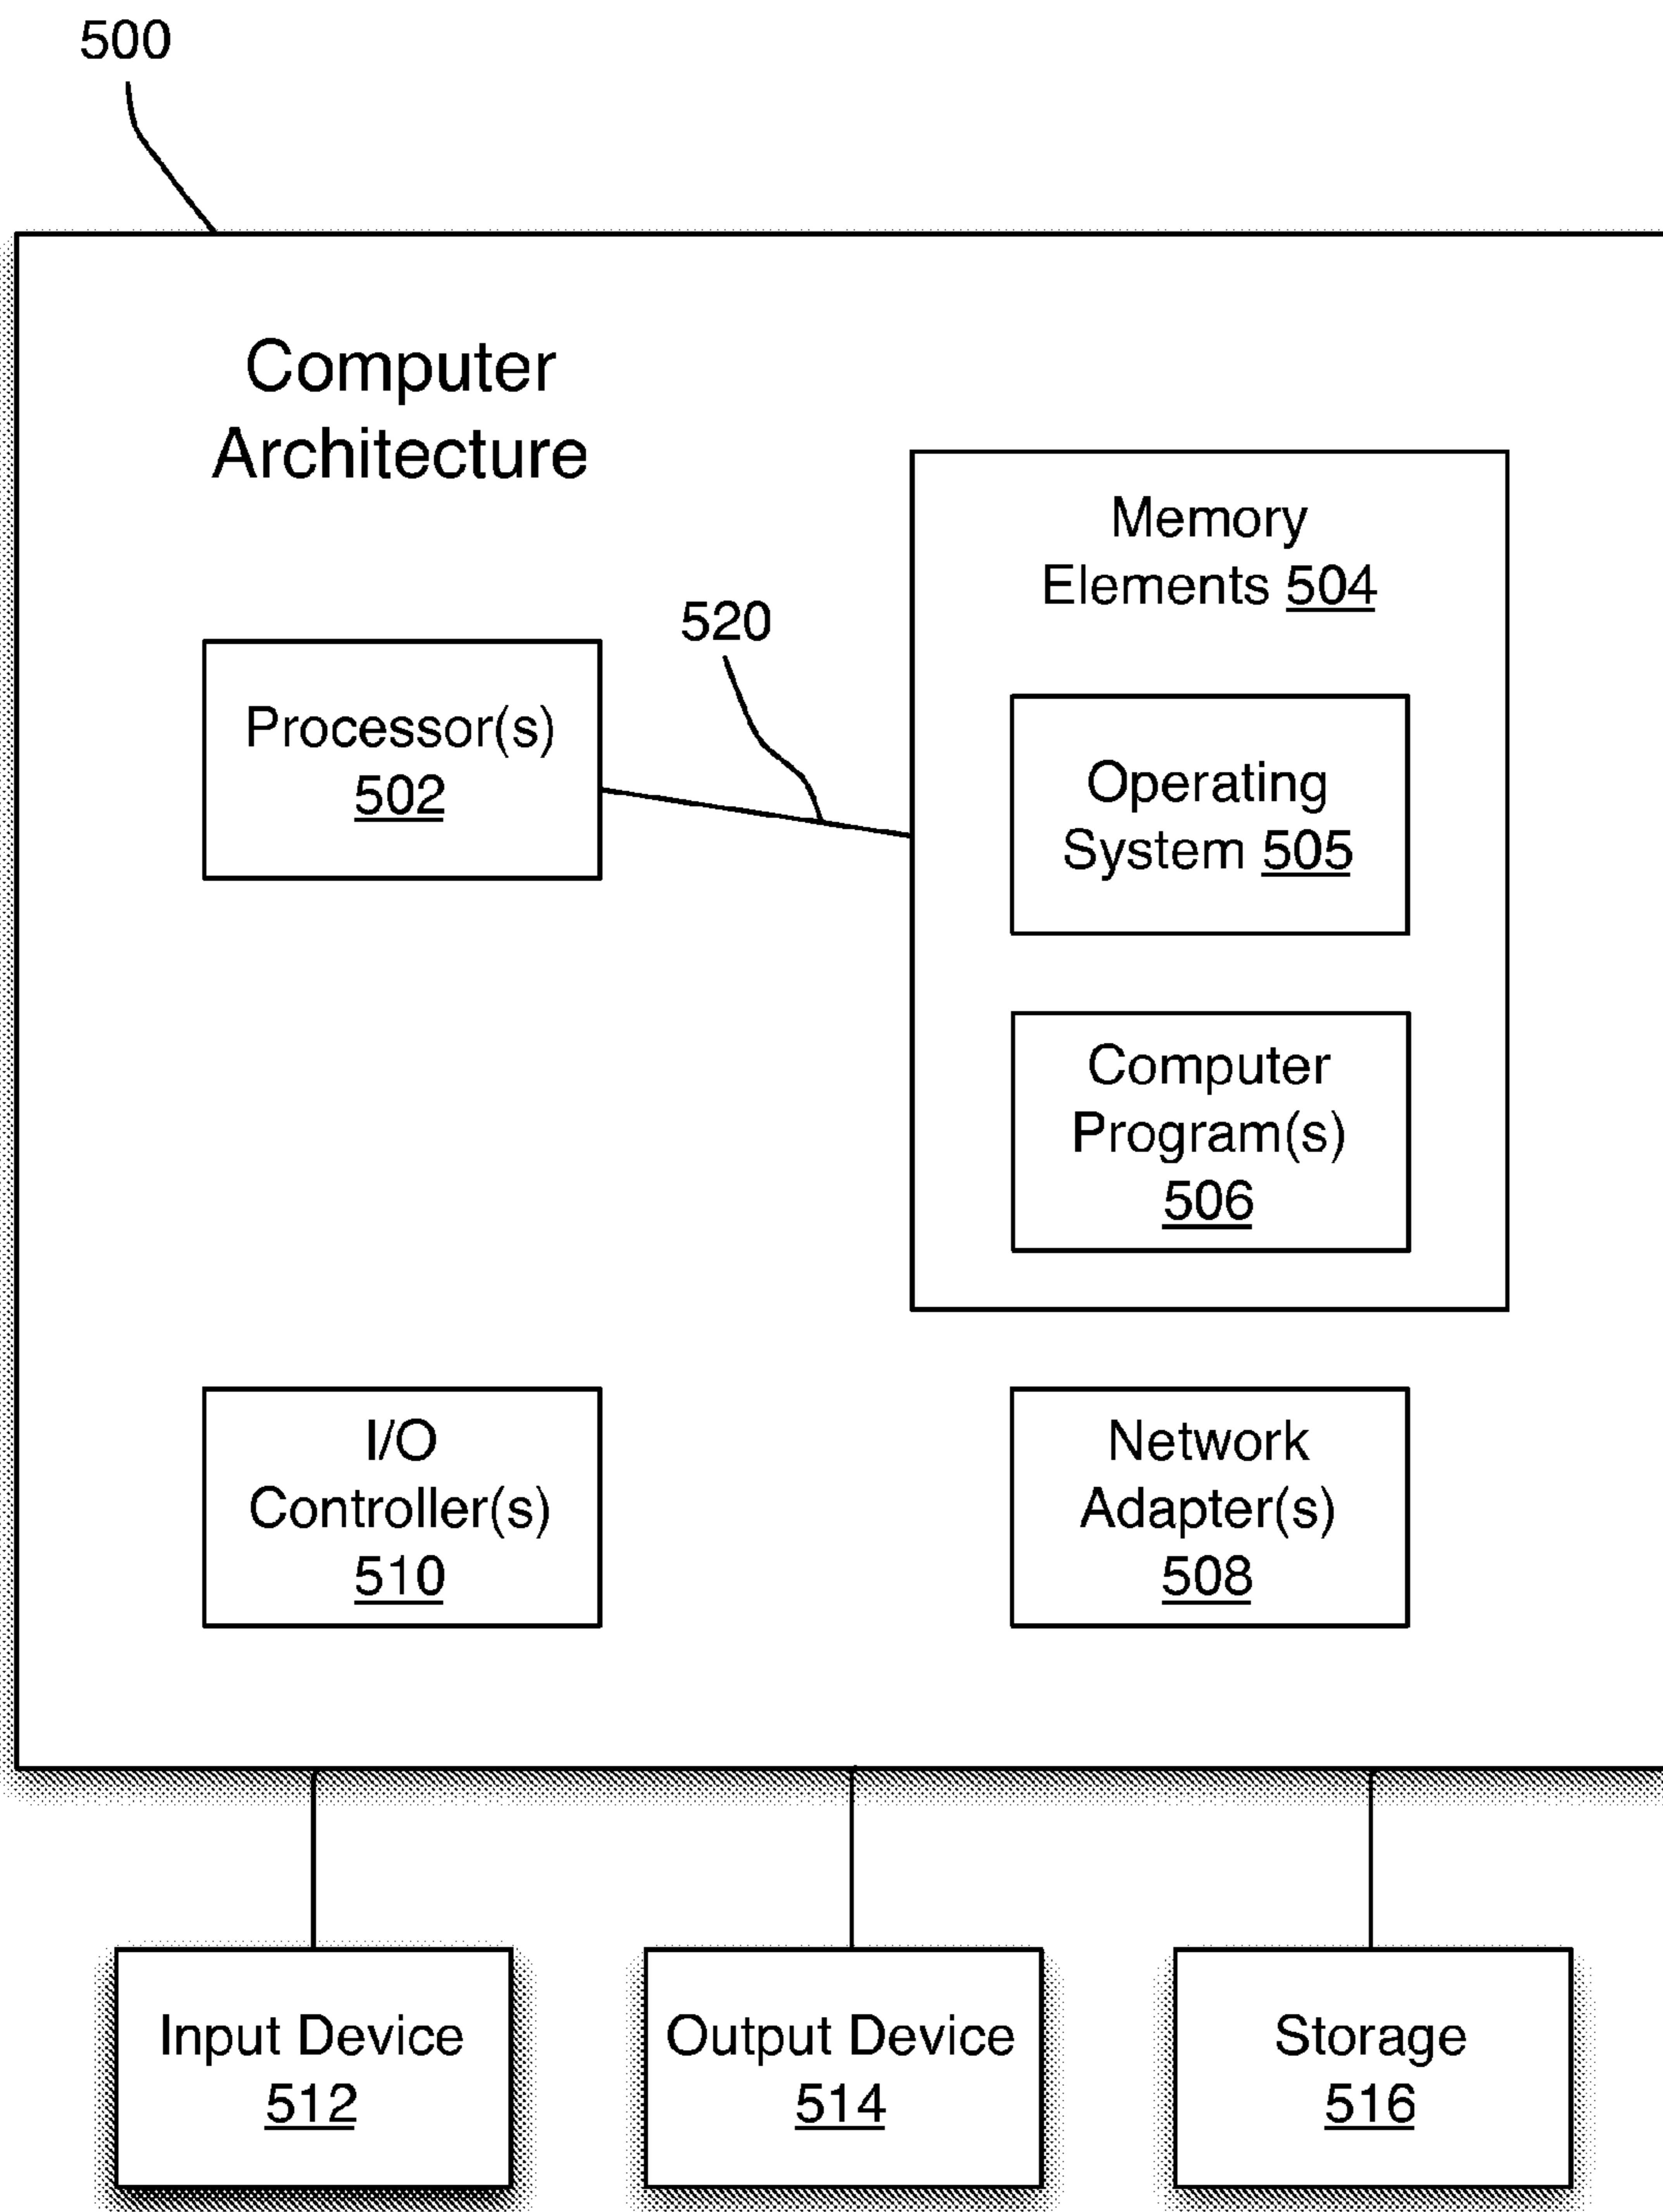 500
Computer
Architecture
Memory
Elements 504
520
Processor(s)
502
Operating
System 505
Computer
Program(s)
506
I/O
Controller(s)
510
Network
Adapter(s)
508
Input Device
512
Output Device
514
Storage
516